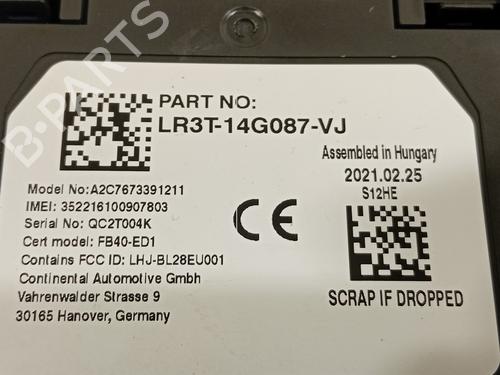 B-PARTS
PART NO:
LR3T-14G087-VJ
Assembled in Hungary
2021.02.25
S12HE
Model No: A2C7673391211
IMEI: 352216100907803
Serial No: QC2T004K
Cert model: FB40-ED1
Contains FCC ID: LHJ-BL28EU001
Continental Automotive GmbH
Vahrenwalder Strasse 9
30165 Hanover, Germany
CE
SCRAP IF DROPPED